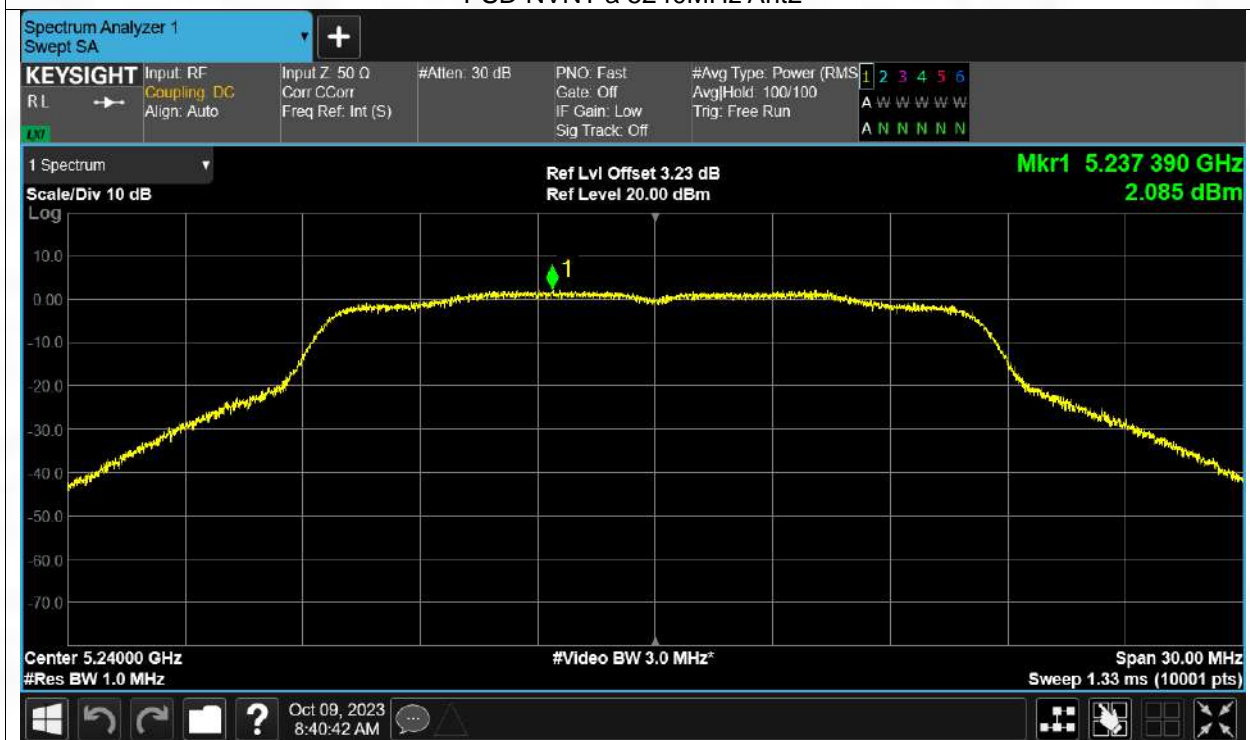 PSD NVNT a 5240MHz Ant2
Spectrum Analyzer 1
Swept SA
+
KEYSIGHT
RL
LXI
Input: RF
Coupling: DC
Align: Auto
Input Z: 50 Ω
Corr CCorr
Freq Ref: Int (S)
#Atten: 30 dB
PNO: Fast
Gate: Off
IF Gain: Low
Sig Track: Off
#Avg Type: Power (RMS
Avg|Hold: 100/100
Trig: Free Run
1 2 3 4 5 6
A W W W W W
A N N N N N
1 Spectrum
Scale/Div 10 dB
Log
Ref Lvl Offset 3.23 dB
Ref Level 20.00 dBm
Mkr1 5.237 390 GHz
2.085 dBm
10.0
0.00
-10.0
-20.0
-30.0
-40.0
-50.0
-60.0
-70.0
1
Center 5.24000 GHz
#Res BW 1.0 MHz
#Video BW 3.0 MHz*
Span 30.00 MHz
Sweep 1.33 ms (10001 pts)
?
Oct 09, 2023
8:40:42 AM